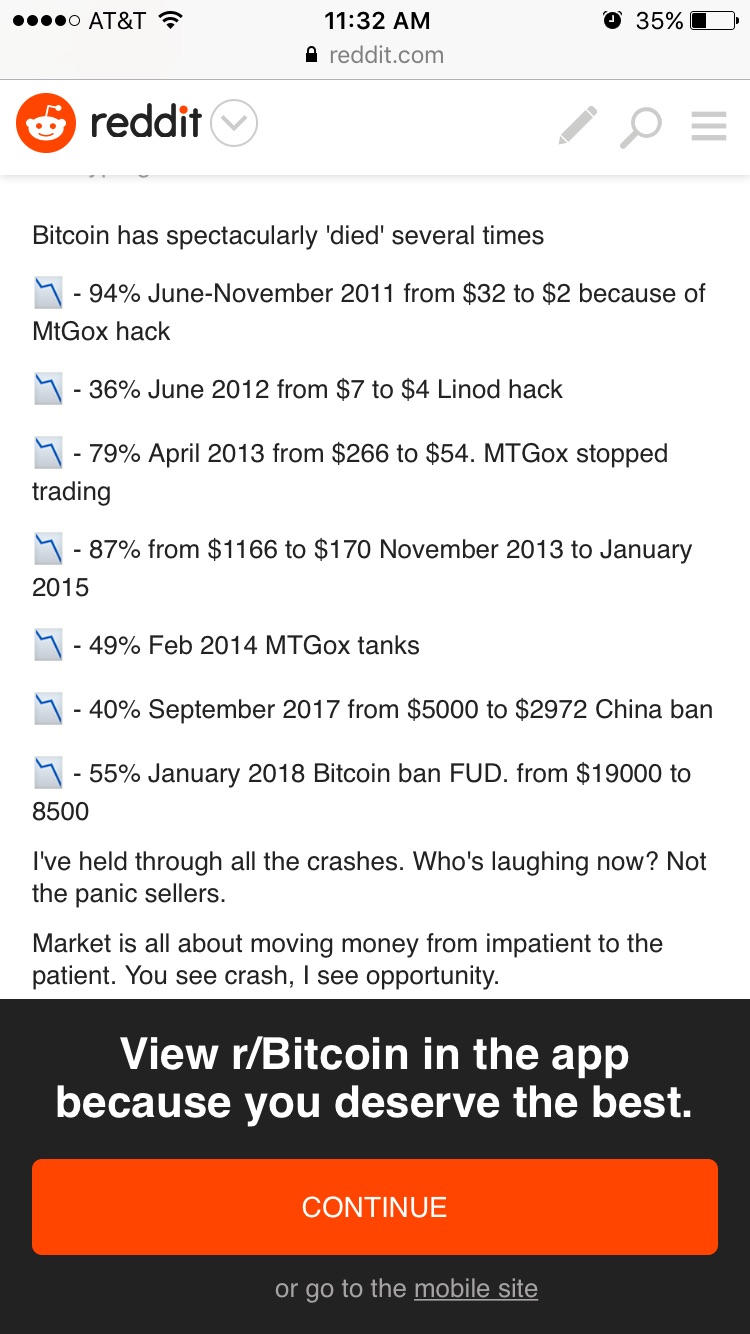 AT&T 11:32 AM 35%
reddit.com
reddit
Bitcoin has spectacularly 'died' several times
📉 - 94% June-November 2011 from $32 to $2 because of
MtGox hack
📉 - 36% June 2012 from $7 to $4 Linod hack
📉 - 79% April 2013 from $266 to $54. MTGox stopped
trading
📉 - 87% from $1166 to $170 November 2013 to January
2015
📉 - 49% Feb 2014 MTGox tanks
📉 - 40% September 2017 from $5000 to $2972 China ban
📉 - 55% January 2018 Bitcoin ban FUD. from $19000 to
8500
I've held through all the crashes. Who's laughing now? Not
the panic sellers.
Market is all about moving money from impatient to the
patient. You see crash, I see opportunity.
View r/Bitcoin in the app
because you deserve the best.
CONTINUE
or go to the mobile site